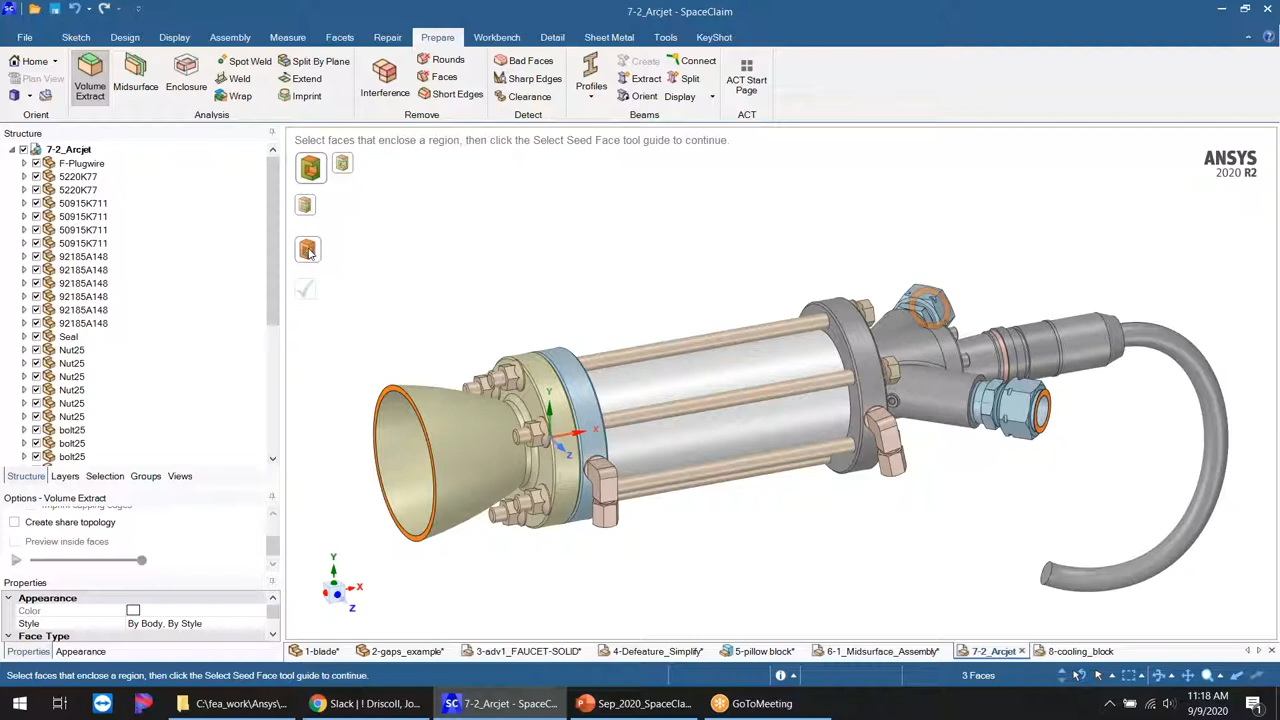 7-2_Arcjet - SpaceClaim
File Sketch Design Display Assembly Measure Facets Repair Prepare Workbench Detail Sheet Metal Tools KeyShot
Home
Plan View
Orient
Volume Extract
Midsurface
Enclosure
Spot Weld
Weld
Wrap
Split By Plane
Extend
Imprint
Analysis
Interference
Rounds
Faces
Short Edges
Remove
Bad Faces
Sharp Edges
Clearance
Detect
Profiles
Create
Extract
Orient
Connect
Split
Display
Beams
ACT Start Page
ACT
Structure
7-2_Arcjet
F-Plugwire
5220K77
5220K77
50915K711
50915K711
50915K711
50915K711
92185A148
92185A148
92185A148
92185A148
92185A148
92185A148
Seal
Nut25
Nut25
Nut25
Nut25
Nut25
Nut25
bolt25
bolt25
bolt25
Structure Layers Selection Groups Views
Options - Volume Extract
Create share topology
Preview inside faces
Properties
Appearance
Color
Style By Body, By Style
Face Type
Properties Appearance
Select faces that enclose a region, then click the Select Seed Face tool guide to continue.
ANSYS
2020 R2
Y
X
Z
Y
X
Z
1-blade* 2-gaps_example* 3-adv1_FAUCET-SOLID* 4-Defeature_Simplify* 5-pillow block* 6-1_Midsurface_Assembly* 7-2_Arcjet 8-cooling_block
Select faces that enclose a region, then click the Select Seed Face tool guide to continue. 3 Faces
C:\fea_work\Ansys\... Slack | ! Driscoll, Jo... 7-2_Arcjet - SpaceC... Sep_2020_SpaceCla... GoToMeeting
11:18 AM
9/9/2020